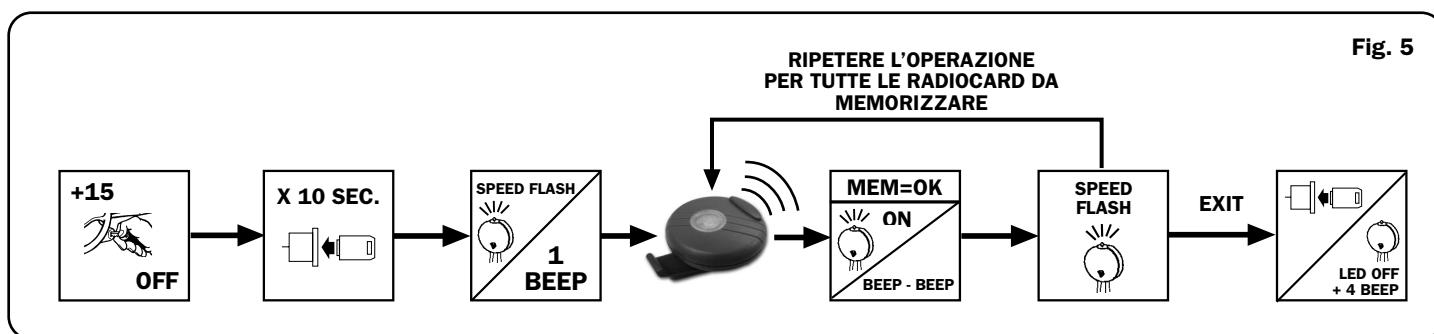 Fig. 5
RIPETERE L'OPERAZIONE
PER TUTTE LE RADIOCARD DA
MEMORIZZARE
+15
OFF
X 10 SEC.
SPEED FLASH
1
BEEP
MEM=OK
ON
BEEP - BEEP
SPEED
FLASH
EXIT
LED OFF
+ 4 BEEP